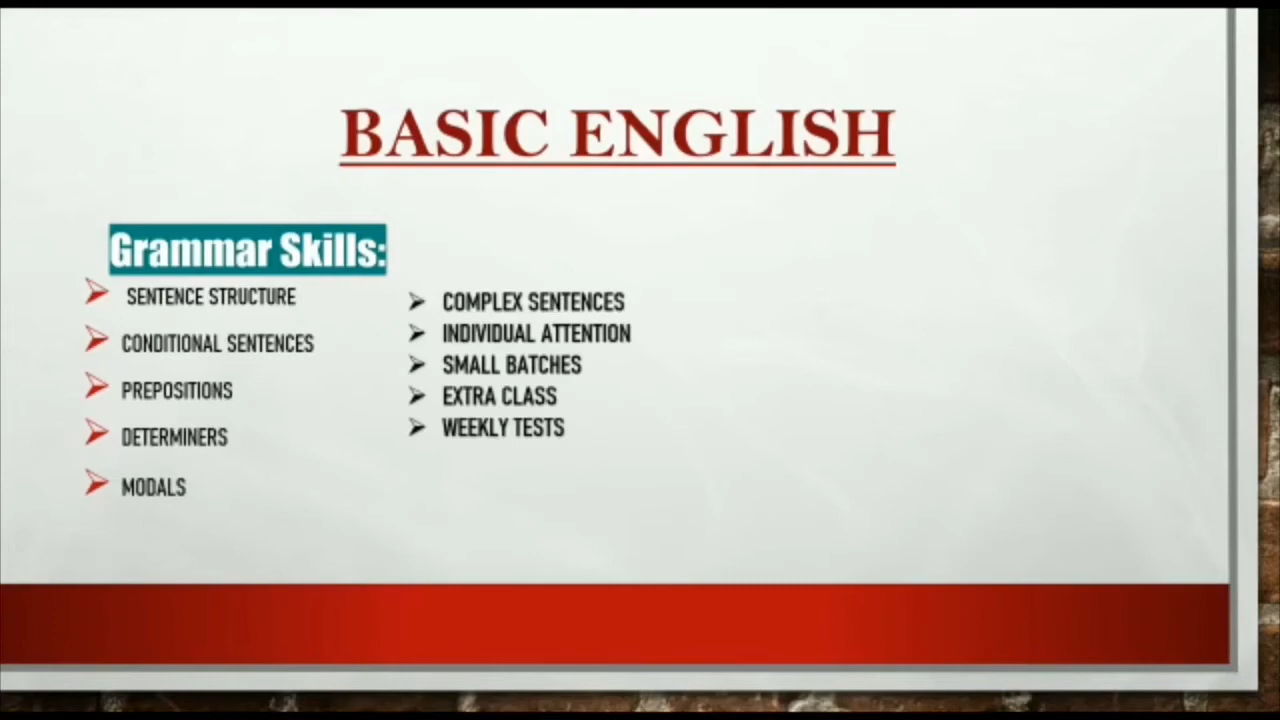 BASIC ENGLISH
Grammar Skills:
SENTENCE STRUCTURE
CONDITIONAL SENTENCES
PREPOSITIONS
DETERMINERS
MODALS
COMPLEX SENTENCES
INDIVIDUAL ATTENTION
SMALL BATCHES
EXTRA CLASS
WEEKLY TESTS